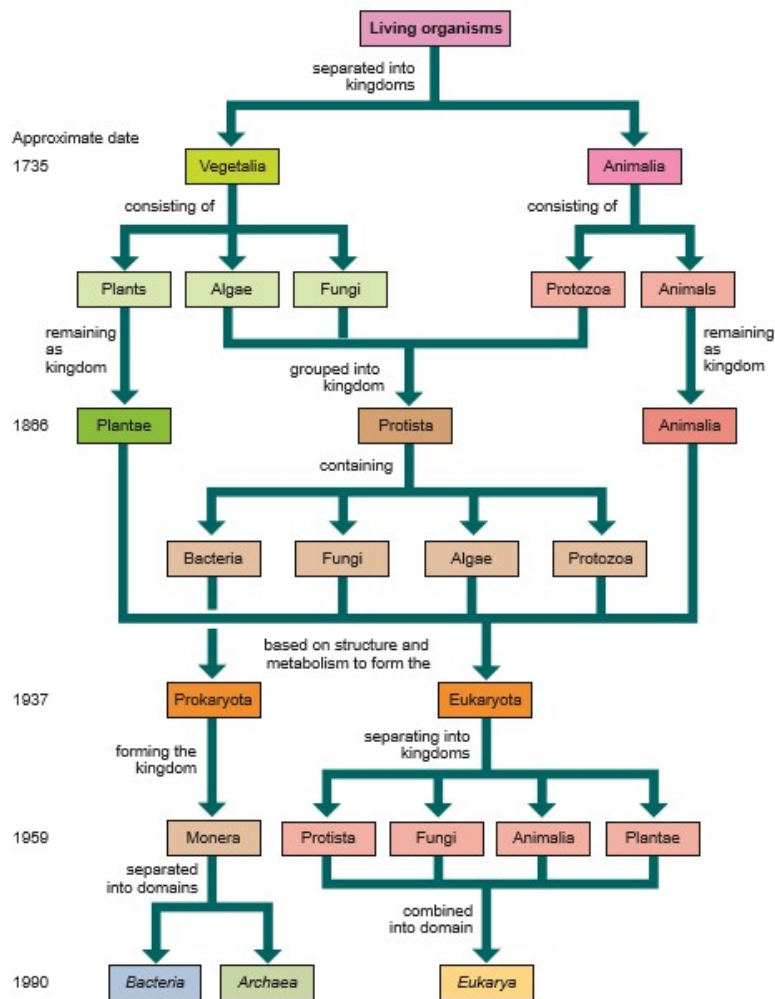 Living organisms
separated into
kingdoms
Approximate date
1735
Vegetalia
Animalia
consisting of
consisting of
Plants
Algae
Fungi
Protozoa
Animals
remaining
as
kingdom
grouped into
kingdom
remaining
as
kingdom
1866
Plantae
Protista
Animalia
containing
Bacteria
Fungi
Algae
Protozoa
based on structure and
metabolism to form the
1937
Prokaryota
Eukaryota
forming the
kingdom
separating into
kingdoms
1959
Monera
Protista
Fungi
Animalia
Plantae
separated
into domains
combined
into domain
1990
Bacteria
Archaea
Eukarya